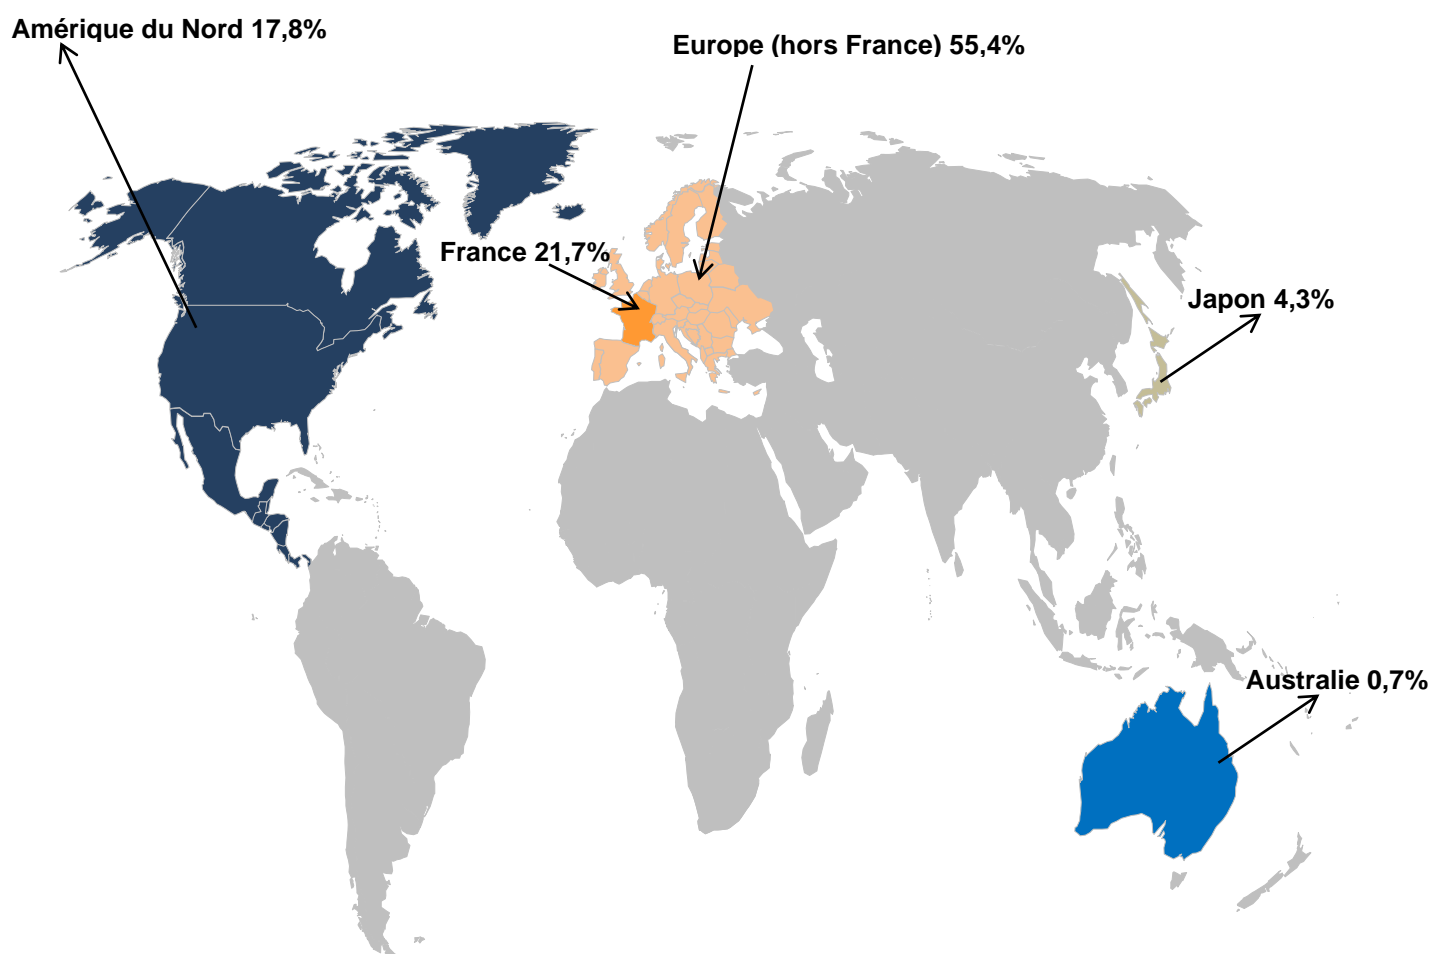 Amérique du Nord 17,8%
Europe (hors France) 55,4%
France 21,7%
Japon 4,3%
Australie 0,7%